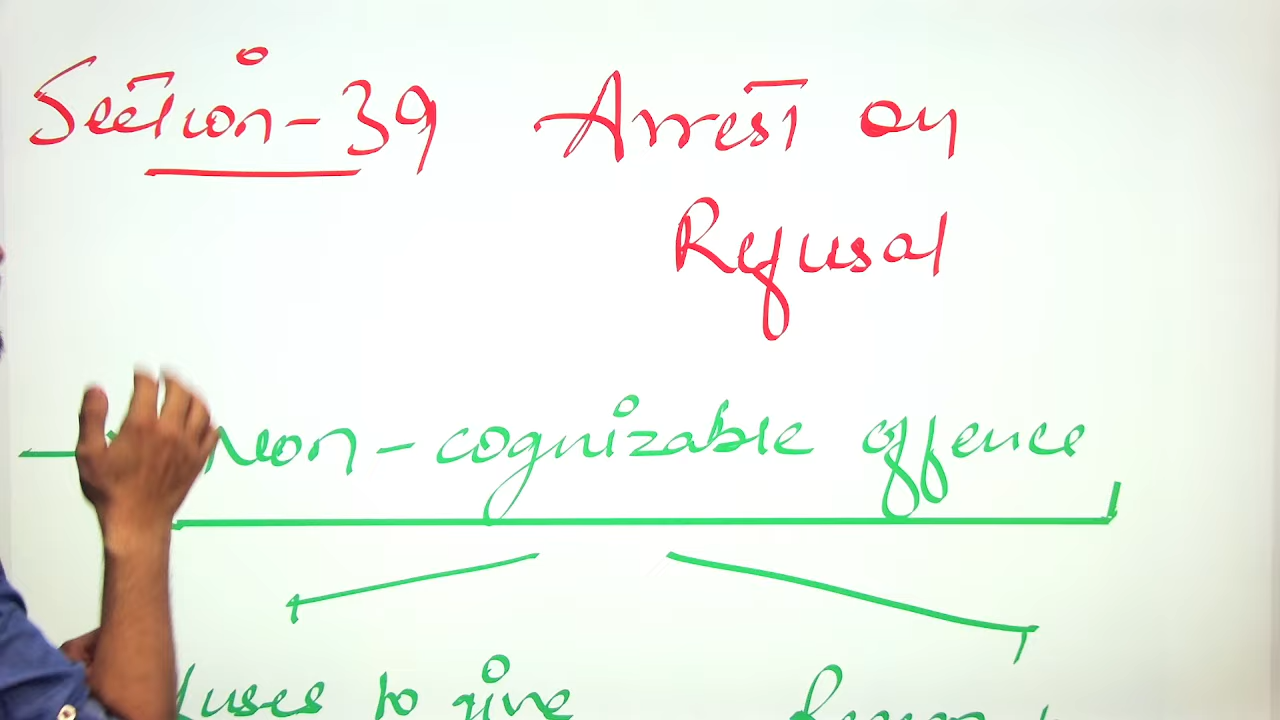 Section-39 Arrest on
Refusal
Non-cognizable offence
fuses to give